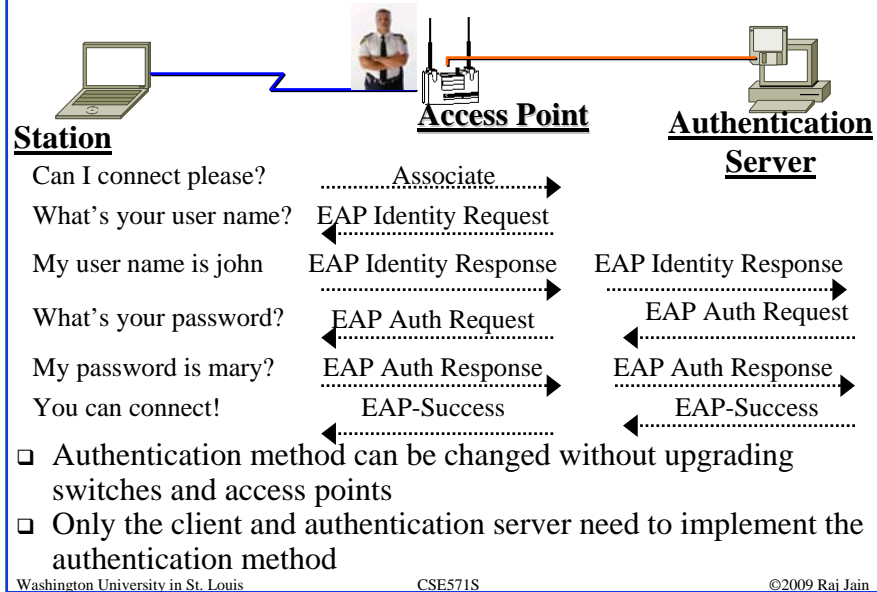 Access Point
Authentication
Server
Station
Can I connect please? Associate
What's your user name? EAP Identity Request
My user name is john EAP Identity Response EAP Identity Response
What's your password? EAP Auth Request EAP Auth Request
My password is mary? EAP Auth Response EAP Auth Response
You can connect! EAP-Success EAP-Success
❑ Authentication method can be changed without upgrading
switches and access points
❑ Only the client and authentication server need to implement the
authentication method
Washington University in St. Louis CSE571S ©2009 Raj Jain